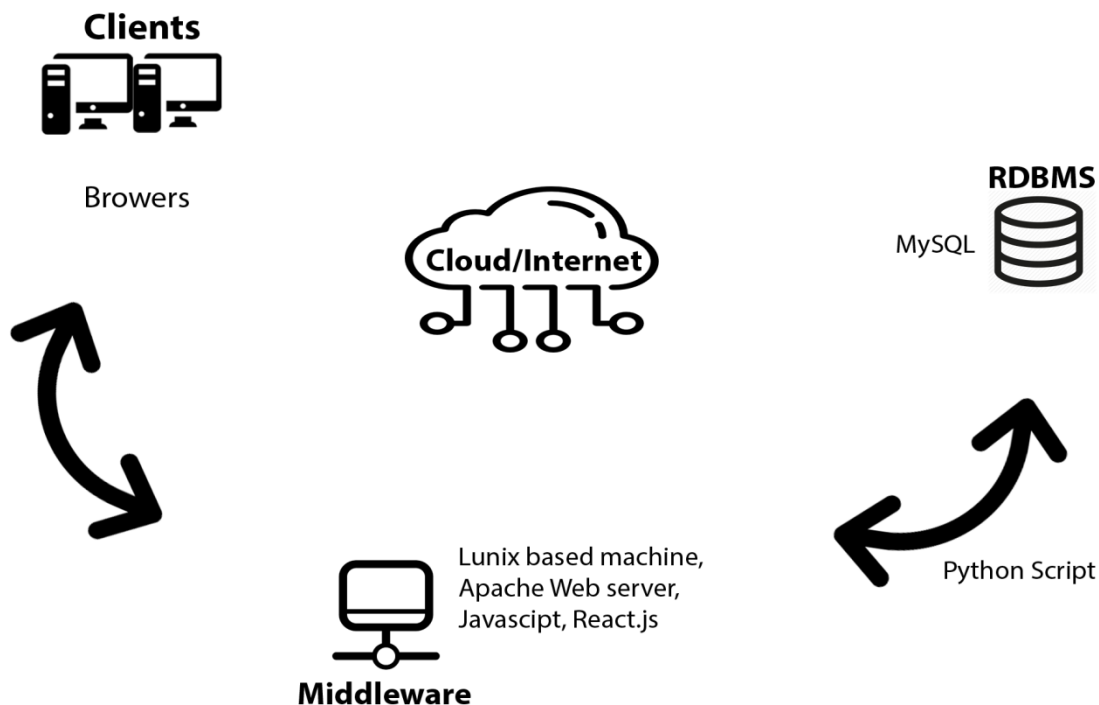 Clients
Browers
Cloud/Internet
RDBMS
MySQL
Lunix based machine,
Apache Web server,
Javascipt, React.js
Python Script
Middleware